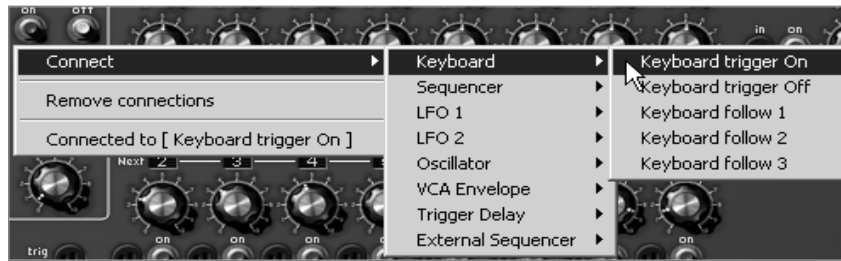 on off
in on
Connect
Remove connections
Connected to [ Keyboard trigger On ]
Keyboard
Sequencer
LFO 1
LFO 2
Oscillator
VCA Envelope
Trigger Delay
External Sequencer
Keyboard trigger On
Keyboard trigger Off
Keyboard follow 1
Keyboard follow 2
Keyboard follow 3
Next 2 3 4
trig on on on on